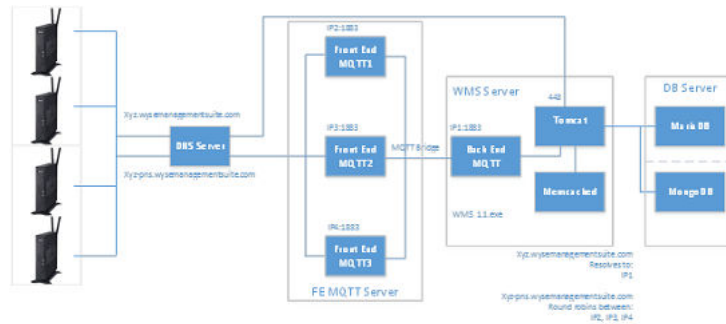 IP2:1883
Front End
MQTT1
WMS Server
DB Server
443
Xyz.wysemanagementsuite.com
IP3:1883
IP1:1883
Tomcat
MariaDB
DNS Server
Front End
MQTT2
MQTT Bridge
Back End
MQTT
Xyz-pns.wysemanagementsuite.com
Memcached
MongoDB
WMS 1.1.exe
IP4:1883
Front End
MQTT3
FE MQTT Server
Xyz.wysemanagementsuite.com
Resolves to:
IP1
Xyz-pns.wysemanagementsuite.com
Round robins between:
IP2, IP3, IP4